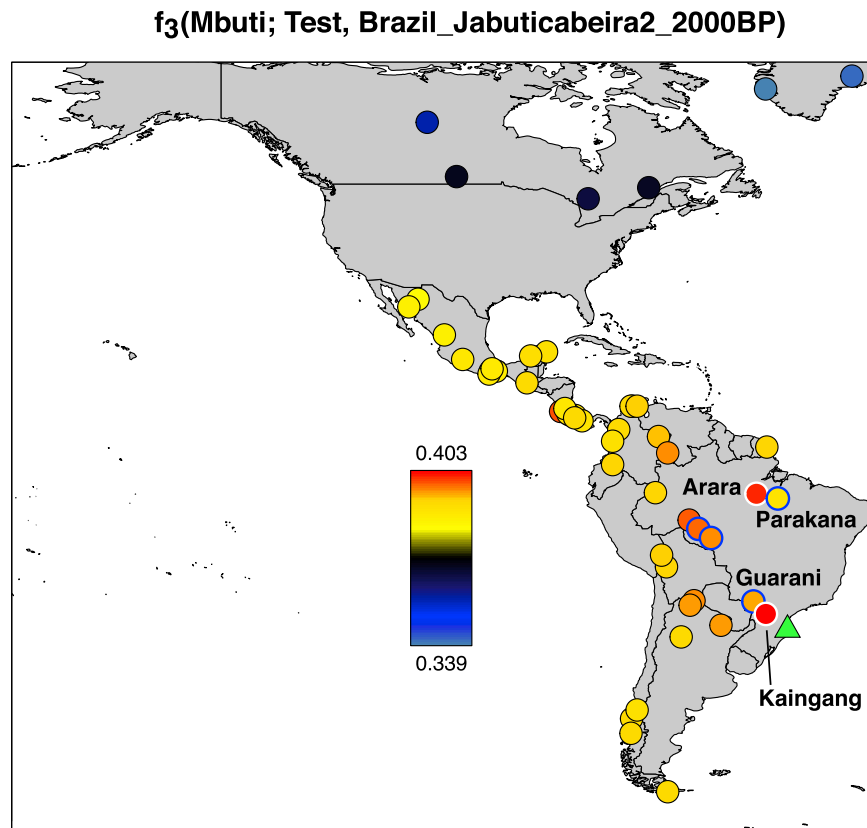 f3(Mbuti; Test, Brazil_Jabuticabeira2_2000BP)
0.403
Arara
Parakana
Guarani
0.339
Kaingang